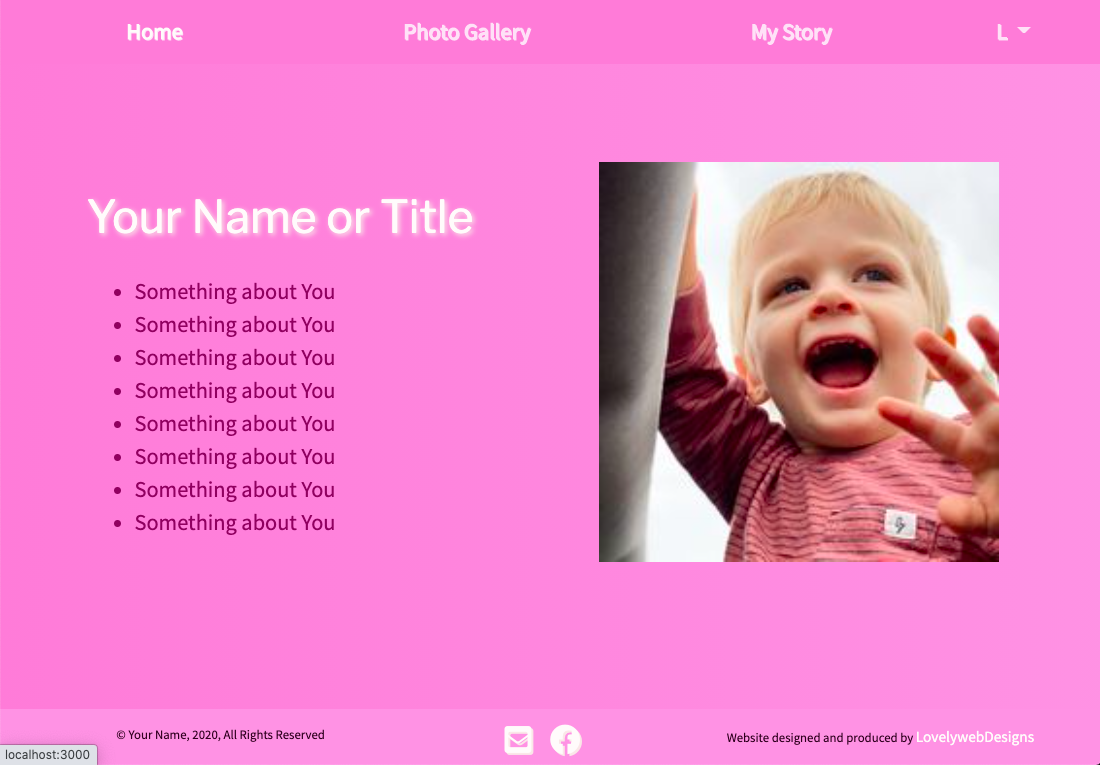 Home Photo Gallery My Story L
Your Name or Title
• Something about You
• Something about You
• Something about You
• Something about You
• Something about You
• Something about You
• Something about You
• Something about You
© Your Name, 2020, All Rights Reserved
Website designed and produced by LovelywebDesigns
localhost:3000